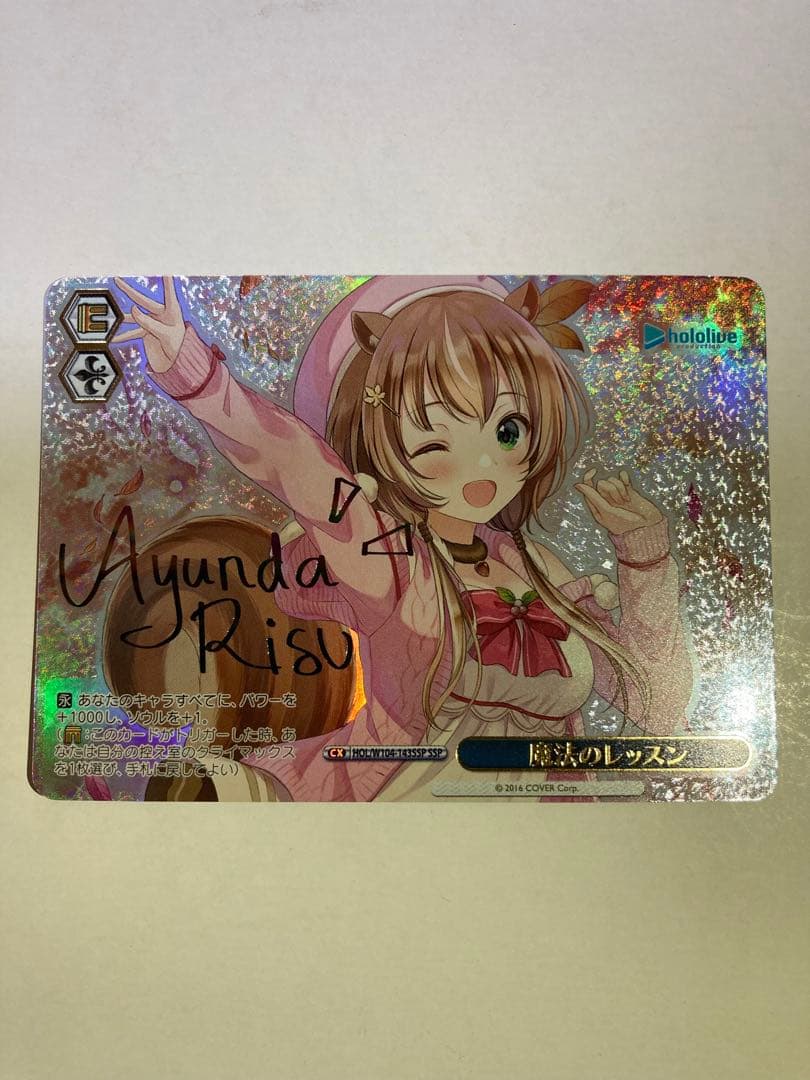 hololive
production
Ayunda
Risu
永 あなたのキャラすべてに、パワーを
+1000し、ソウルを+1。
(門:このカードがトリガーした時、あ
なたは自分の控え室のクライマックス
を1枚選び、手札に戻してよい)
CX HOL/W104-143SSP SSP
魔法のレッスン
© 2016 COVER Corp.